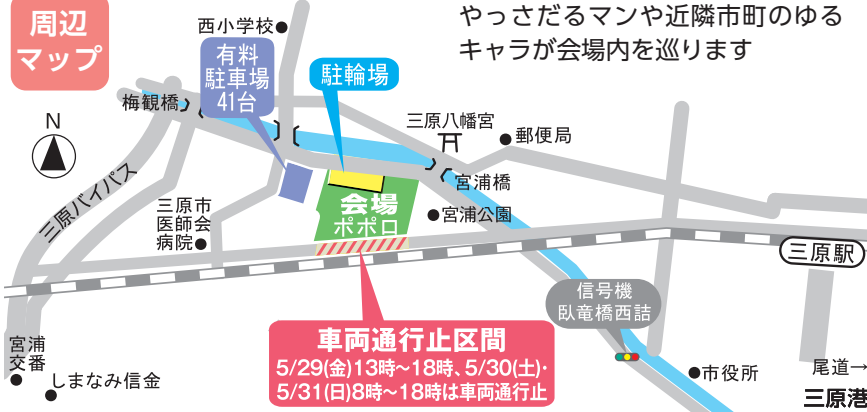 周辺
マップ
やっさだるマンや近隣市町のゆる
キャラが会場内を巡ります
西小学校
有料
駐車場
41台
駐輪場
梅観橋
三原八幡宮
郵便局
N
宮浦橋
三原バイパス
三原市
医師会
病院
会場
ポポロ
宮浦公園
三原駅
信号機
臥竜橋西詰
車両通行止区間
5/29(金)13時〜18時、5/30(土)・
5/31(日)8時〜18時は車両通行止
宮浦
交番
しまなみ信金
市役所
尾道→
三原港